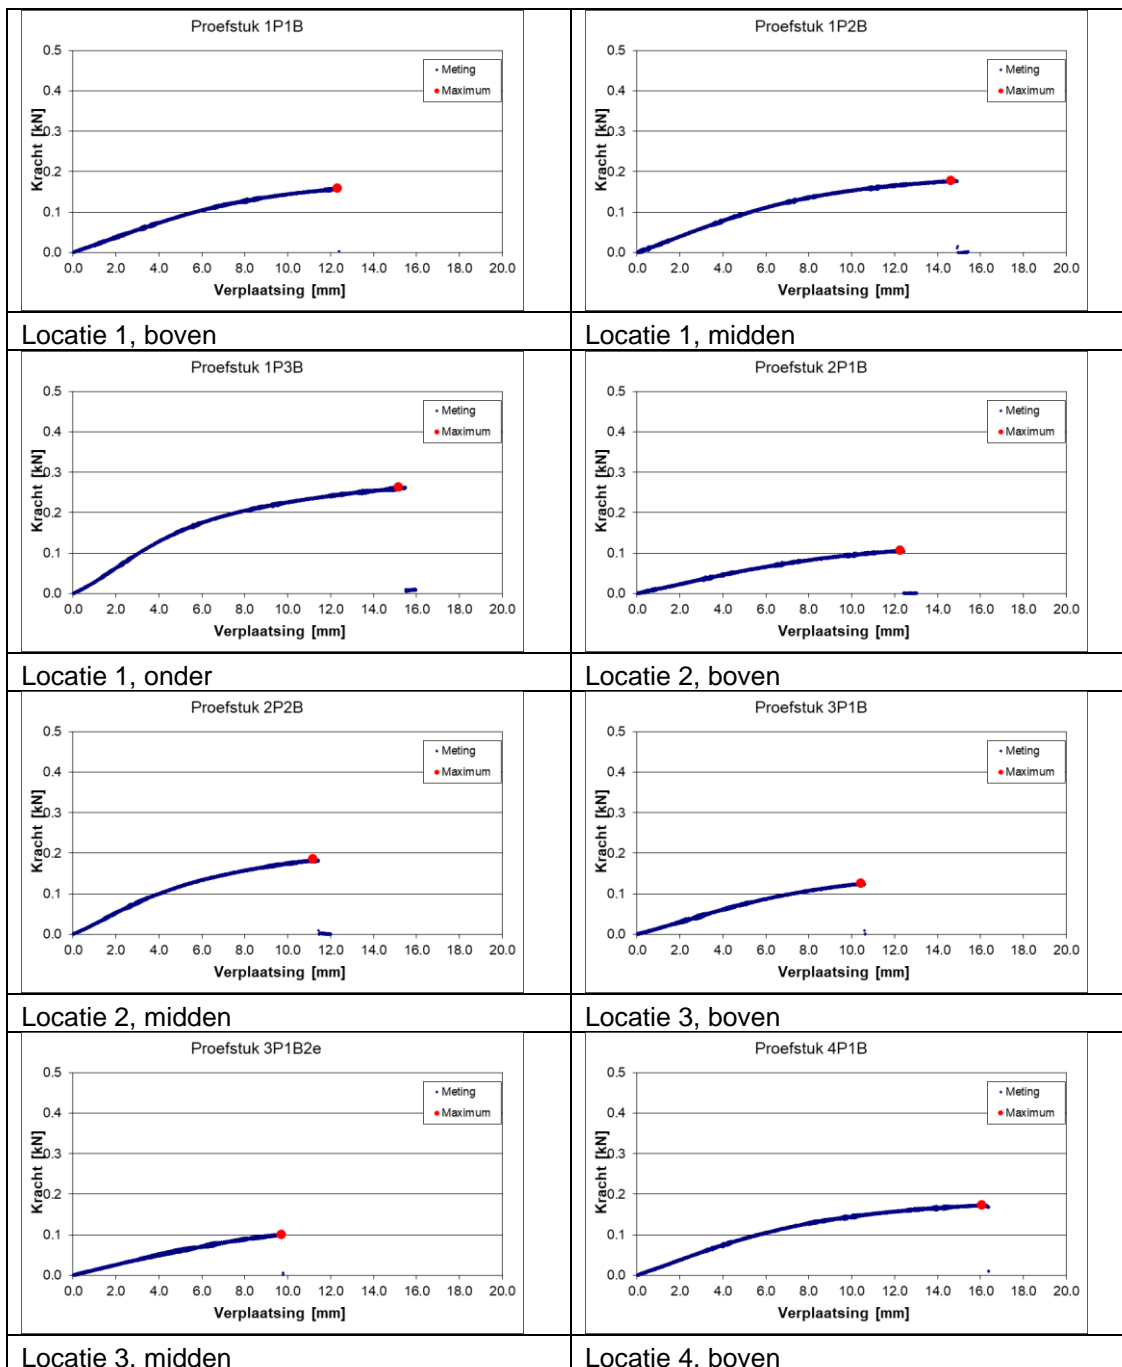 Proefstuk 1P1B
0.5
0.4
0.3
0.2
0.1
0.0
Kracht [kN]
Meting
Maximum
0.0 2.0 4.0 6.0 8.0 10.0 12.0 14.0 16.0 18.0 20.0
Verplaatsing [mm]
Locatie 1, boven
Proefstuk 1P2B
0.5
0.4
0.3
0.2
0.1
0.0
Kracht [kN]
Meting
Maximum
0.0 2.0 4.0 6.0 8.0 10.0 12.0 14.0 16.0 18.0 20.0
Verplaatsing [mm]
Locatie 1, midden
Proefstuk 1P3B
0.5
0.4
0.3
0.2
0.1
0.0
Kracht [kN]
Meting
Maximum
0.0 2.0 4.0 6.0 8.0 10.0 12.0 14.0 16.0 18.0 20.0
Verplaatsing [mm]
Locatie 1, onder
Proefstuk 2P1B
0.5
0.4
0.3
0.2
0.1
0.0
Kracht [kN]
Meting
Maximum
0.0 2.0 4.0 6.0 8.0 10.0 12.0 14.0 16.0 18.0 20.0
Verplaatsing [mm]
Locatie 2, boven
Proefstuk 2P2B
0.5
0.4
0.3
0.2
0.1
0.0
Kracht [kN]
Meting
Maximum
0.0 2.0 4.0 6.0 8.0 10.0 12.0 14.0 16.0 18.0 20.0
Verplaatsing [mm]
Locatie 2, midden
Proefstuk 3P1B
0.5
0.4
0.3
0.2
0.1
0.0
Kracht [kN]
Meting
Maximum
0.0 2.0 4.0 6.0 8.0 10.0 12.0 14.0 16.0 18.0 20.0
Verplaatsing [mm]
Locatie 3, boven
Proefstuk 3P1B2e
0.5
0.4
0.3
0.2
0.1
0.0
Kracht [kN]
Meting
Maximum
0.0 2.0 4.0 6.0 8.0 10.0 12.0 14.0 16.0 18.0 20.0
Verplaatsing [mm]
Locatie 3, midden
Proefstuk 4P1B
0.5
0.4
0.3
0.2
0.1
0.0
Kracht [kN]
Meting
Maximum
0.0 2.0 4.0 6.0 8.0 10.0 12.0 14.0 16.0 18.0 20.0
Verplaatsing [mm]
Locatie 4, boven